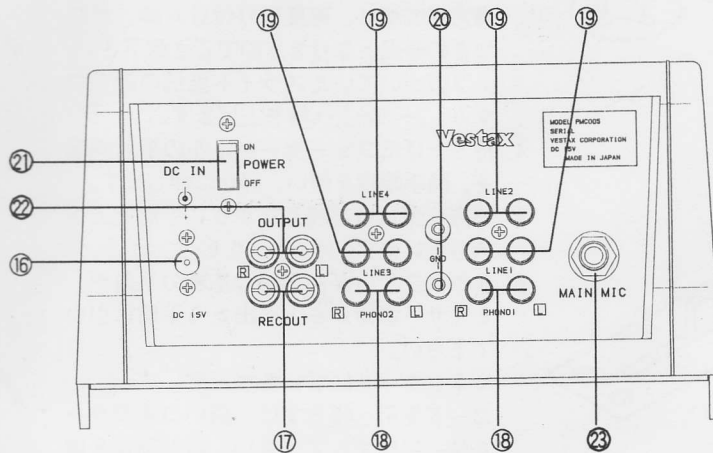 ⑲ ⑲ ⑳ ⑲ ⑲
Vestax
MODEL PMC005
SERIAL
VESTAX CORPORATION
DC 15V
MADE IN JAPAN
㉑
DC IN
ON
POWER
OFF
㉒
OUTPUT
LINE4
LINE2
GND
⑯
R L
LINE3
LINE1
MAIN MIC
DC 15V
RECOUT
R PHONO2 L
R PHONO1 L
⑰ ⑱ ⑱ ㉓